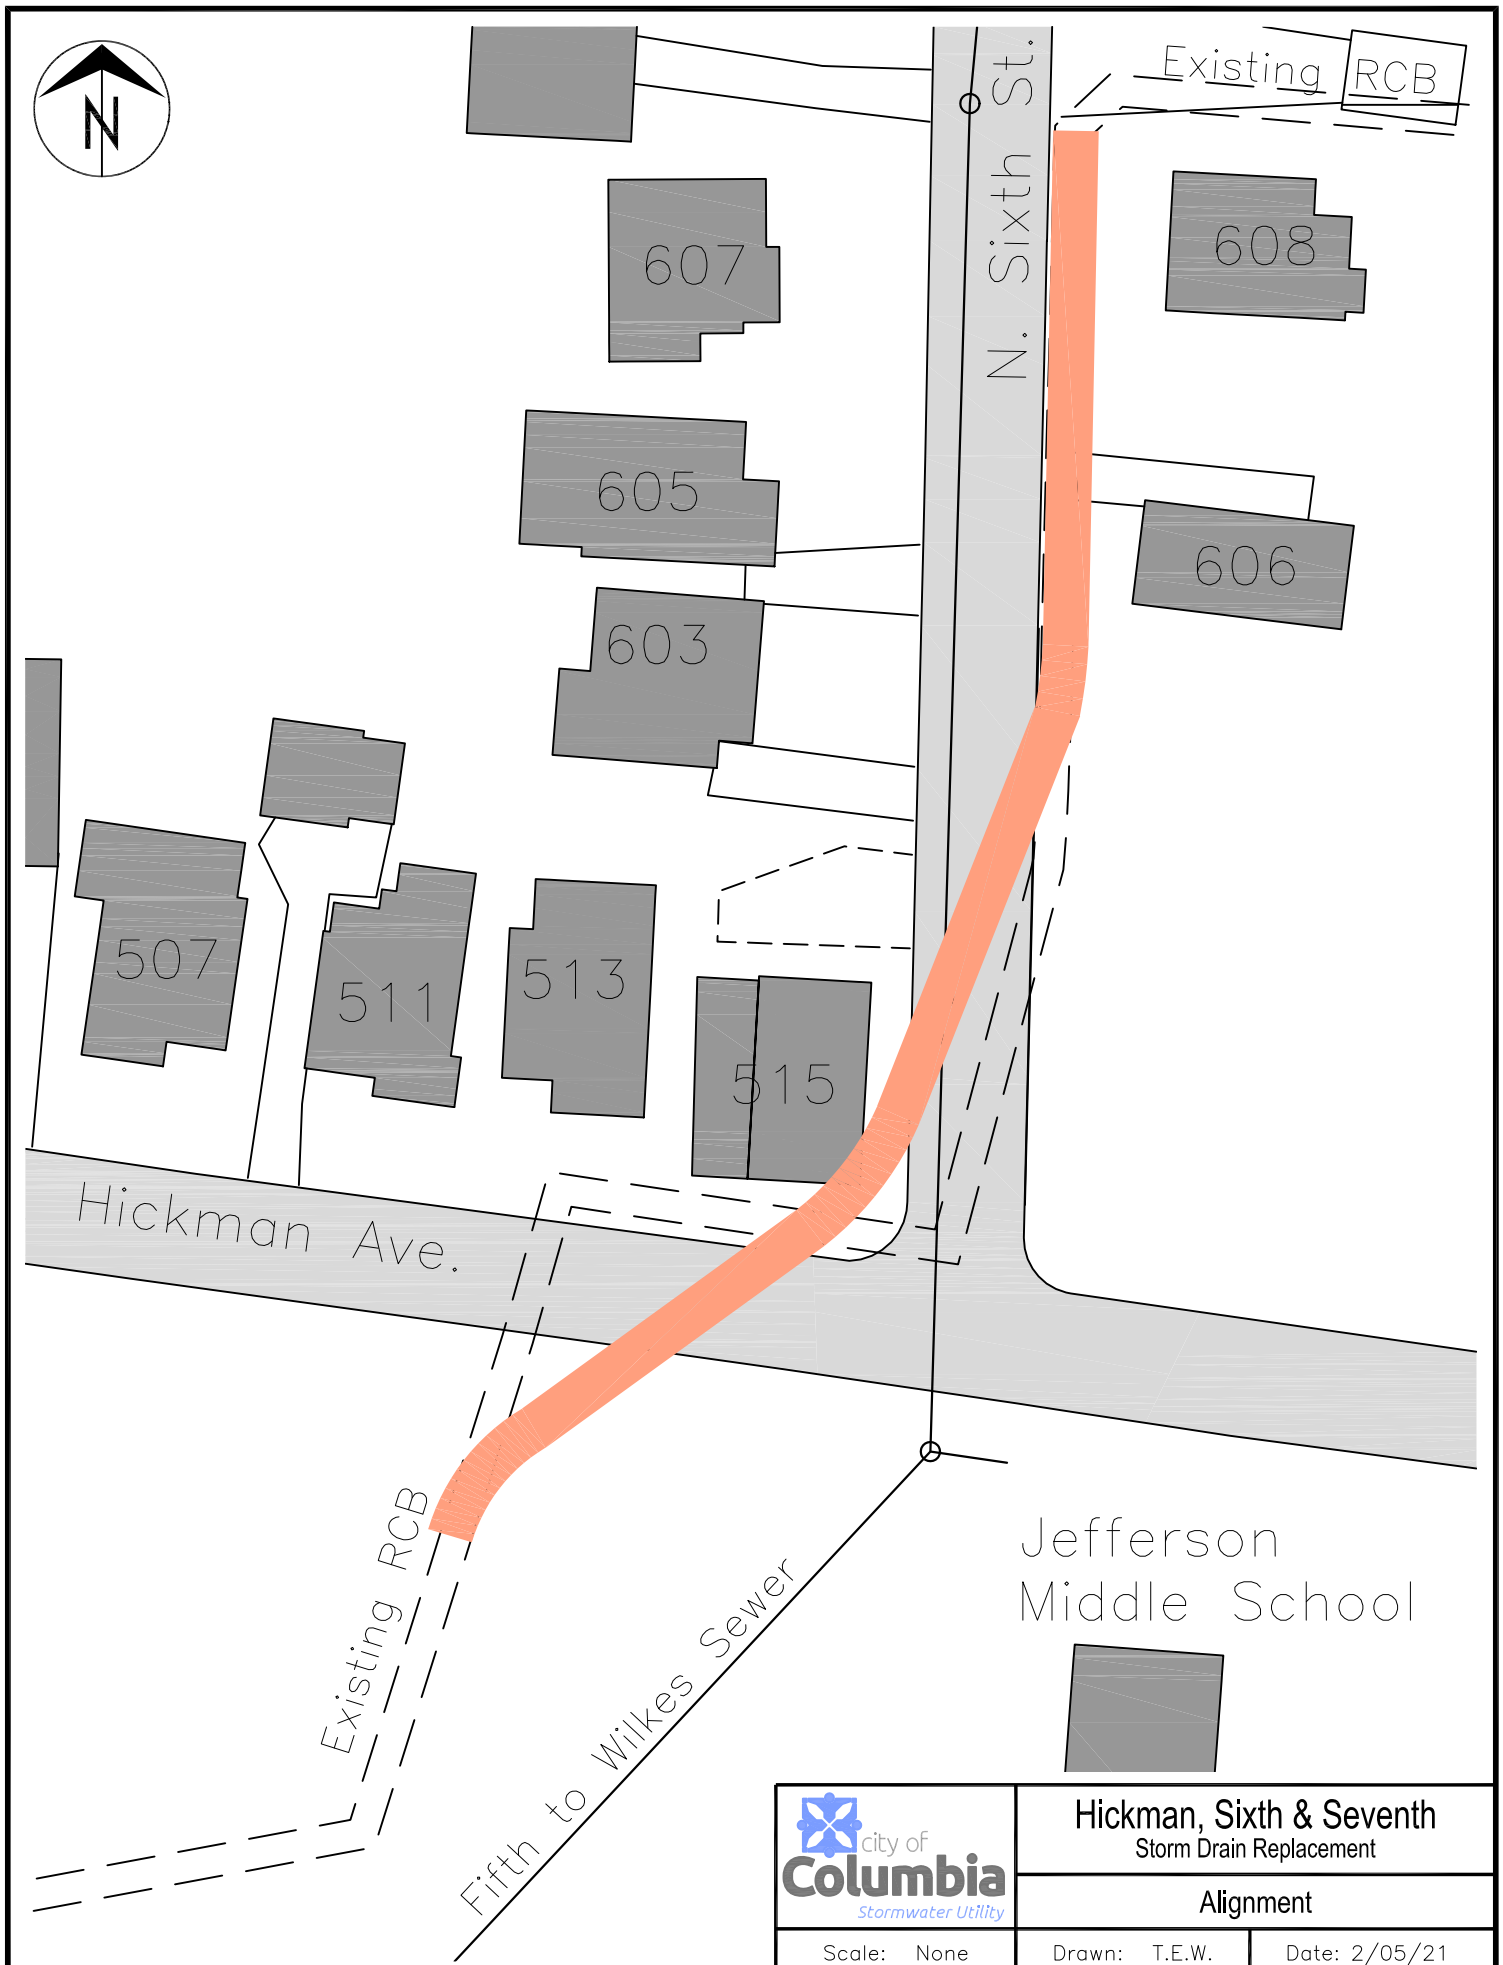 N
Existing RCB
N. Sixth St.
607
608
605
606
603
507
511
513
515
Hickman Ave.
Existing RCB
Fifth to Wilkes Sewer
Jefferson
Middle School
city of
Columbia
Stormwater Utility
Hickman, Sixth & Seventh
Storm Drain Replacement
Alignment
Scale: None
Drawn: T.E.W.
Date: 2/05/21